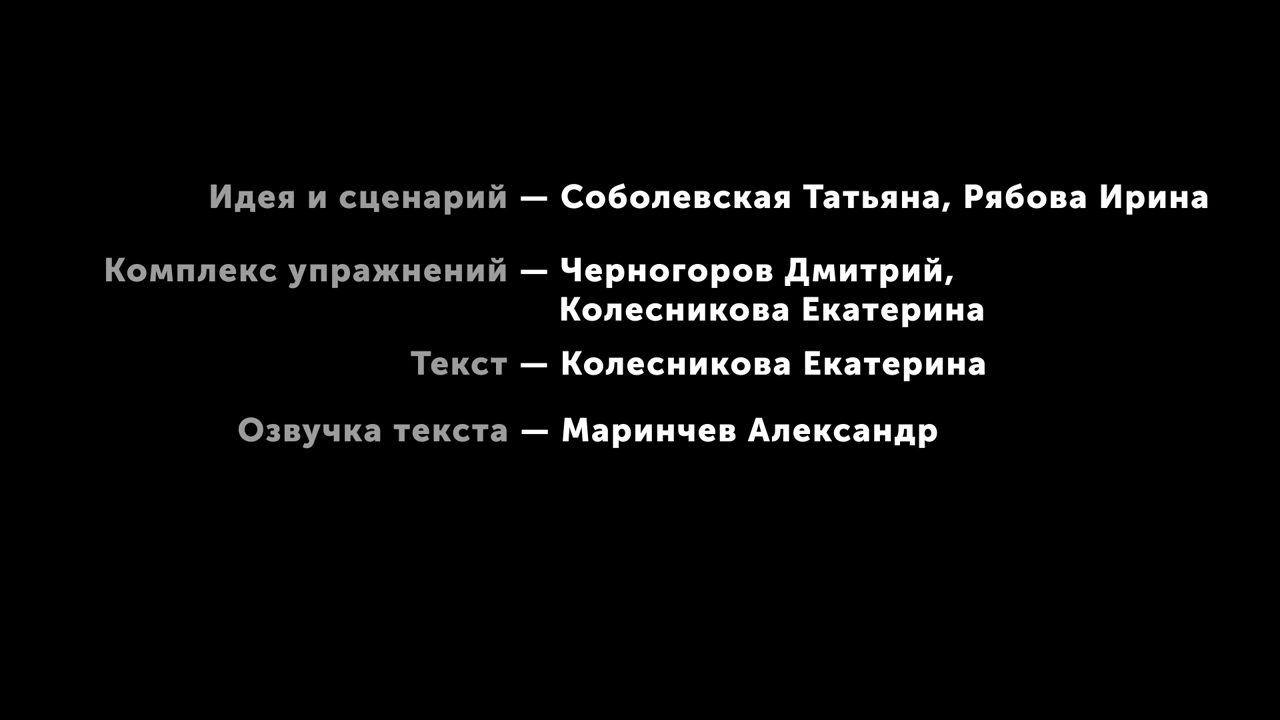 Идея и сценарий — Соболевская Татьяна, Рябова Ирина
Комплекс упражнений — Черногоров Дмитрий,
Колесникова Екатерина
Текст — Колесникова Екатерина
Озвучка текста — Маринчев Александр